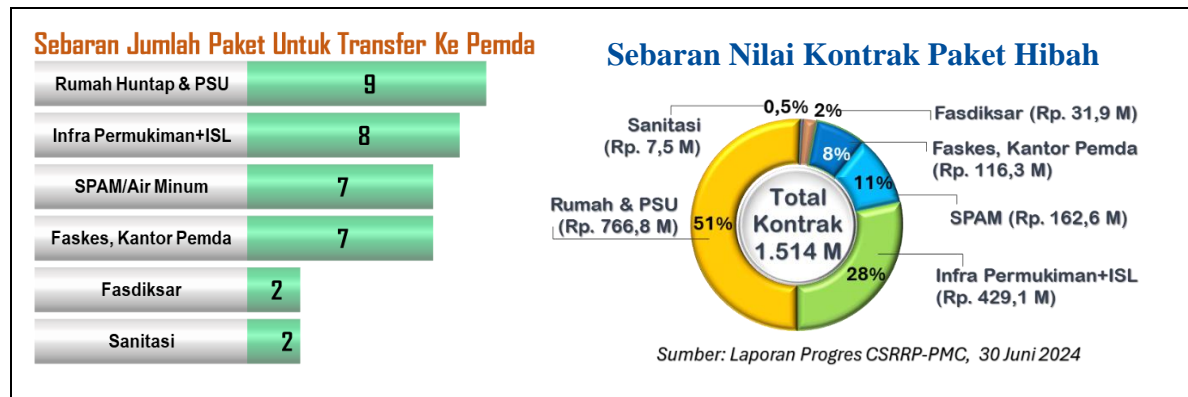 Sebaran Jumlah Paket Untuk Transfer Ke Pemda
Rumah Huntap & PSU 9
Infra Permukiman+ISL 8
SPAM/Air Minum 7
Faskes, Kantor Pemda 7
Fasdiksar 2
Sanitasi 2
Sebaran Nilai Kontrak Paket Hibah
0,5% 2%
Fasdiksar (Rp. 31,9 M)
Sanitasi
(Rp. 7,5 M)
8%
Faskes, Kantor Pemda
(Rp. 116,3 M)
11%
SPAM (Rp. 162,6 M)
Rumah & PSU
(Rp. 766,8 M)
51%
Total
Kontrak
1.514 M
28%
Infra Permukiman+ISL
(Rp. 429,1 M)
Sumber: Laporan Progres CSRRP-PMC, 30 Juni 2024